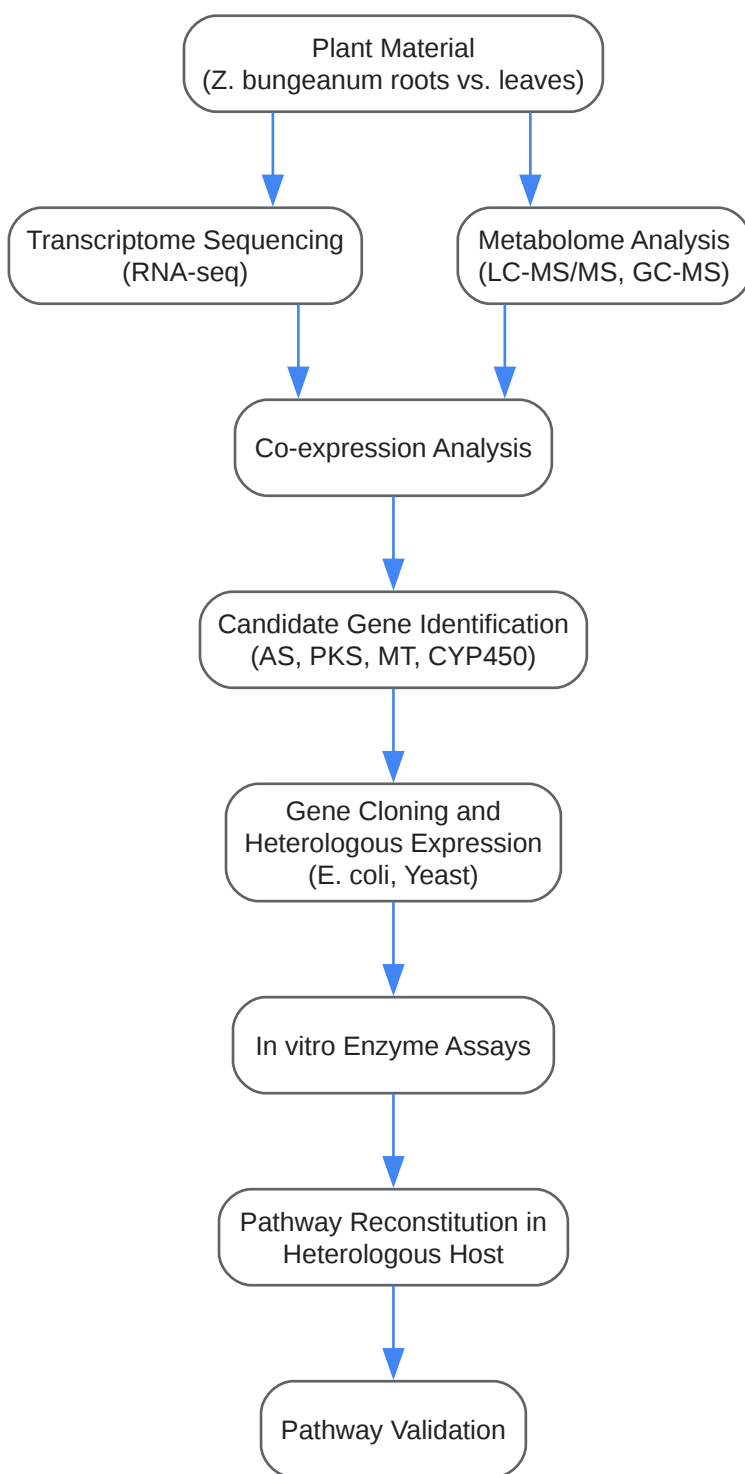 Plant Material
(Z. bungeanum roots vs. leaves)
Transcriptome Sequencing
(RNA-seq)
Metabolome Analysis
(LC-MS/MS, GC-MS)
Co-expression Analysis
Candidate Gene Identification
(AS, PKS, MT, CYP450)
Gene Cloning and
Heterologous Expression
(E. coli, Yeast)
In vitro Enzyme Assays
Pathway Reconstitution in
Heterologous Host
Pathway Validation